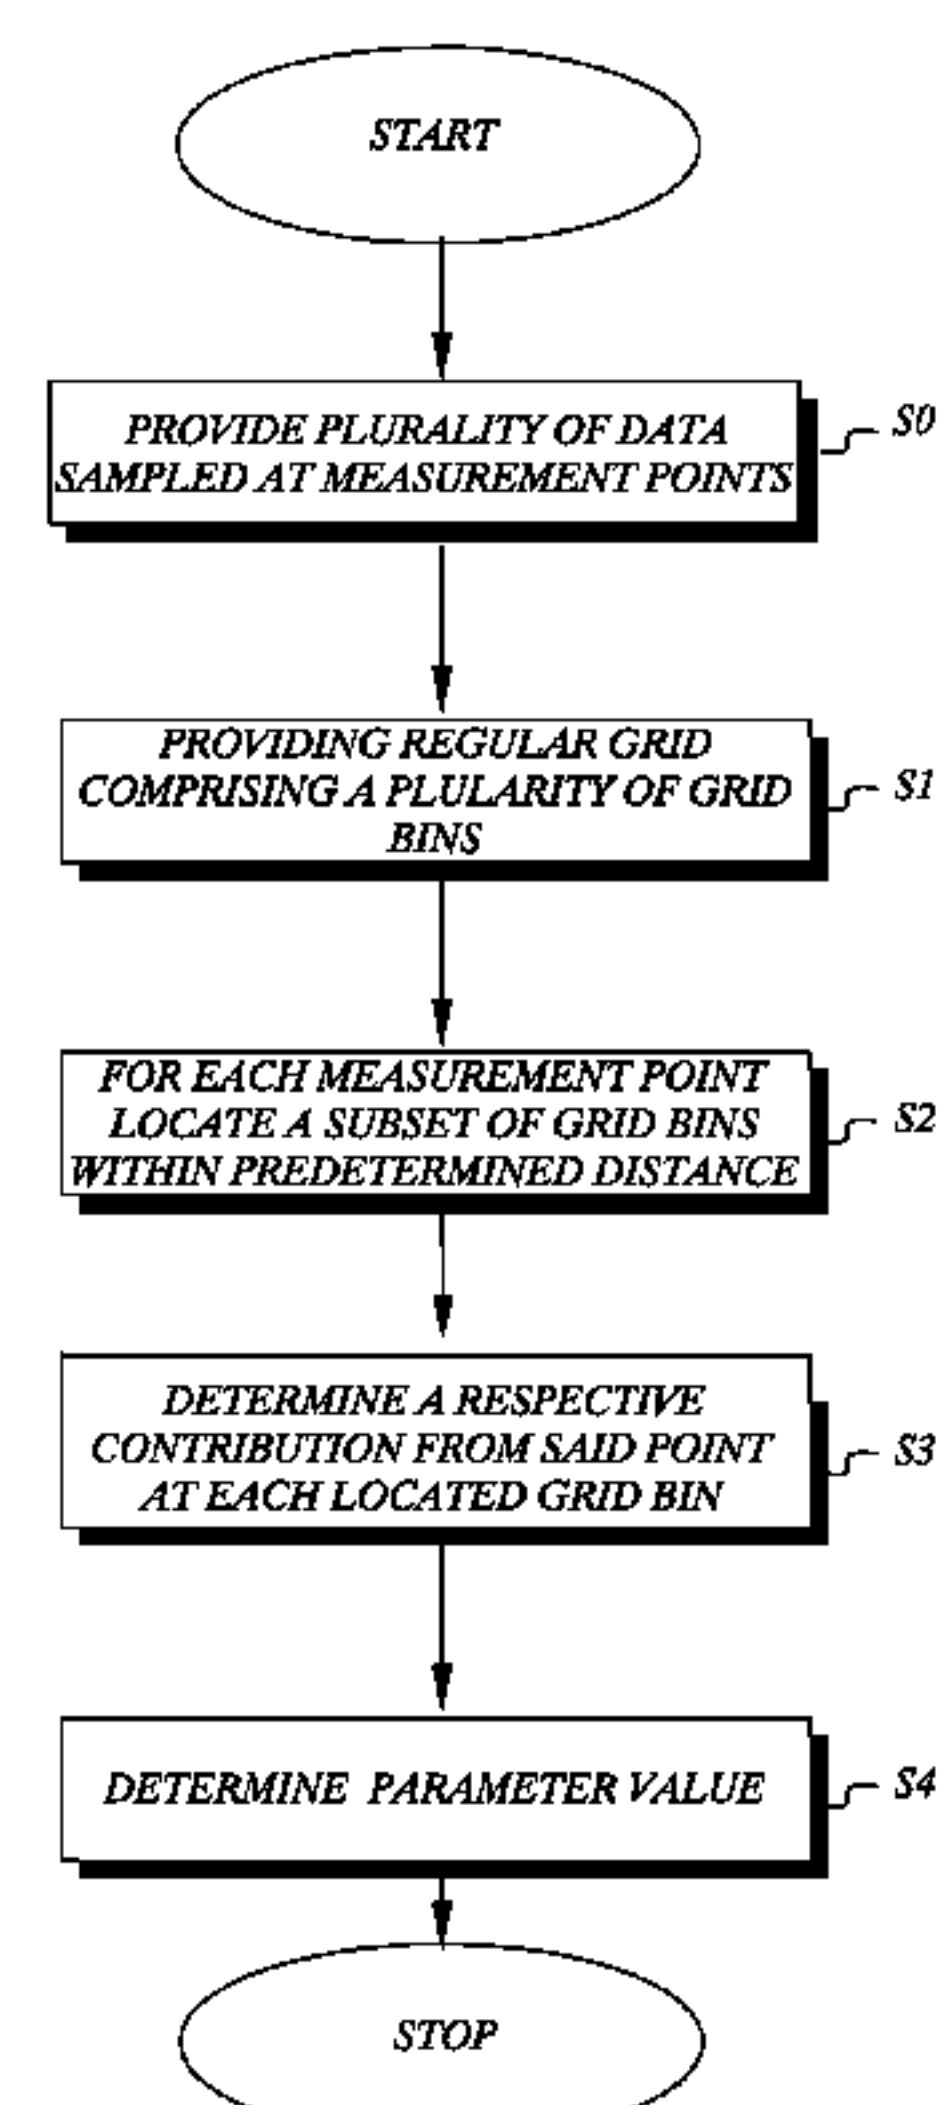 START
PROVIDE PLURALITY OF DATA
SAMPLED AT MEASUREMENT POINTS
S0
PROVIDING REGULAR GRID
COMPRISING A PLULARITY OF GRID
BINS
S1
FOR EACH MEASUREMENT POINT
LOCATE A SUBSET OF GRID BINS
WITHIN PREDETERMINED DISTANCE
S2
DETERMINE A RESPECTIVE
CONTRIBUTION FROM SAID POINT
AT EACH LOCATED GRID BIN
S3
DETERMINE PARAMETER VALUE
S4
STOP